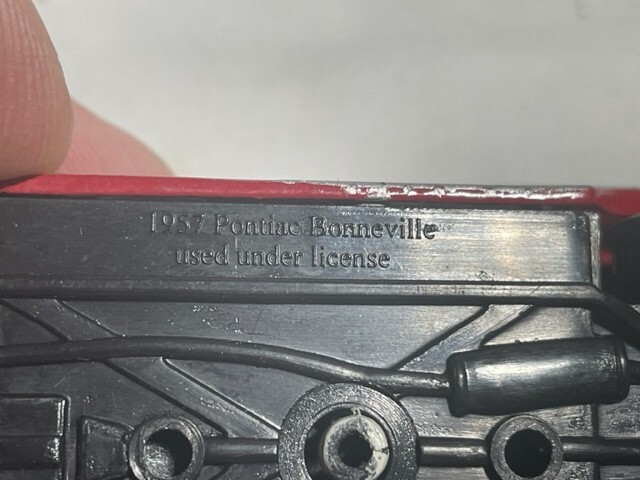 1957 Pontiac Bonneville
used under license